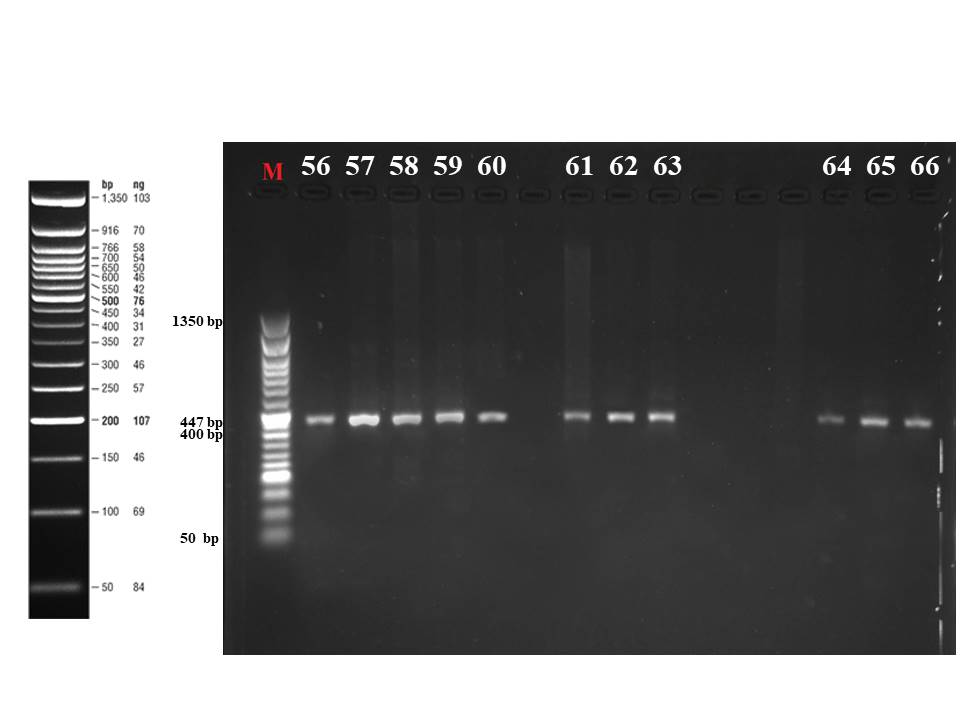 M 56 57 58 59 60 61 62 63 64 65 66
bp ng
1,350 103
916 70
766 58
700 54
650 50
600 46
550 42
500 76
450 34
400 31
350 27
300 46
250 57
200 107
150 46
100 69
50 84
1350 bp
447 bp
400 bp
50 bp